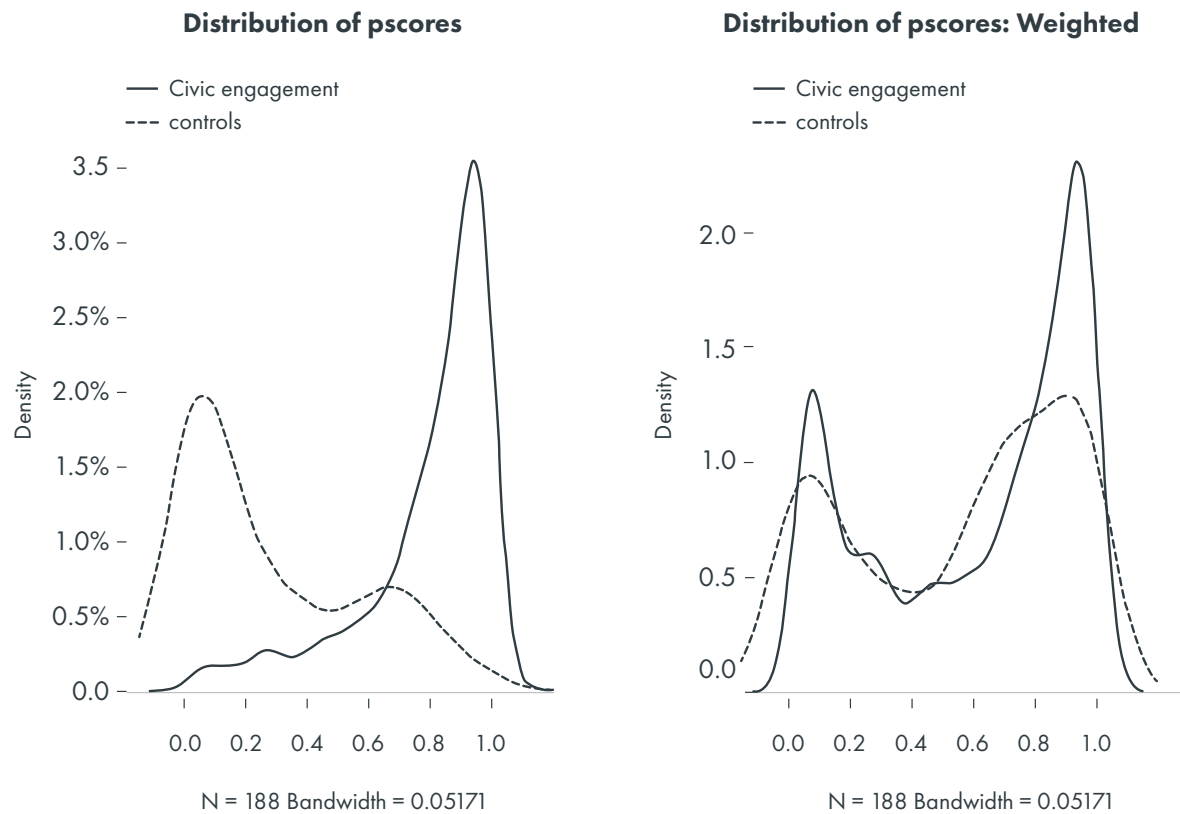 Distribution of pscores
Civic engagement
controls
Density
3.5
3.0%
2.5%
2.0%
1.5%
1.0%
0.5%
0.0
0.0 0.2 0.4 0.6 0.8 1.0
N = 188 Bandwidth = 0.05171
Distribution of pscores: Weighted
Civic engagement
controls
Density
2.0
1.5
1.0
0.5
0.0
0.0 0.2 0.4 0.6 0.8 1.0
N = 188 Bandwidth = 0.05171